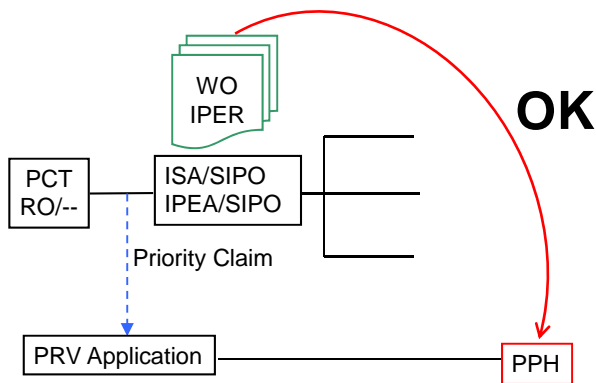 WO
IPER
OK
PCT
RO/--
ISA/SIPO
IPEA/SIPO
Priority Claim
PRV Application
PPH